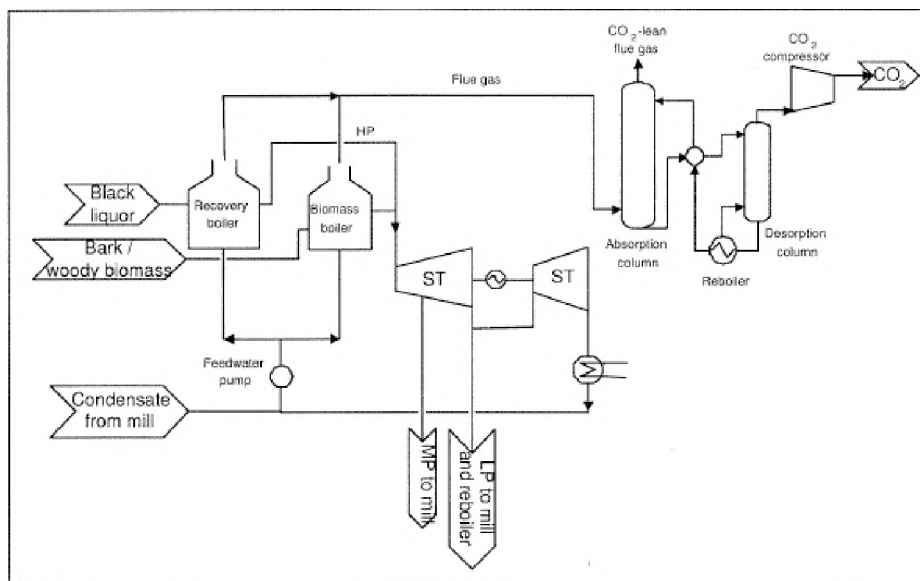 CO2-lean
flue gas
CO2
compressor
CO2
Flue gas
HP
Black
liquor
Recovery
boiler
Biomass
boiler
Bark /
woody biomass
Absorption
column
Desorption
column
Reboiler
ST
ST
Feedwater
pump
Condensate
from mill
MP to mill
LP to mill
and reboiler